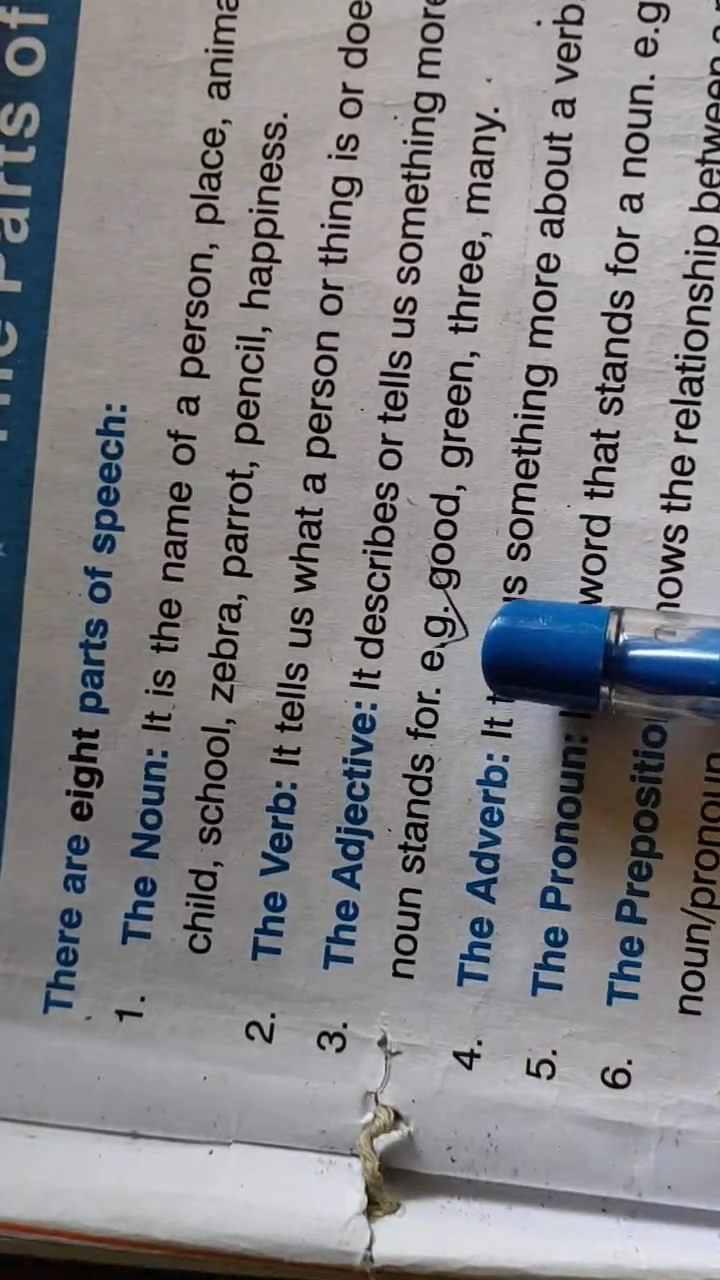 Parts of
There are eight parts of speech:
1. The Noun: It is the name of a person, place, anima
child, school, zebra, parrot, pencil, happiness.
2. The Verb: It tells us what a person or thing is or doe
3. The Adjective: It describes or tells us something more
noun stands for. e.g. good, green, three, many.
4. The Adverb: It something more about a verb
5. The Pronoun: word that stands for a noun. e.g
6. The Prepositio hows the relationship between
noun/pronoun